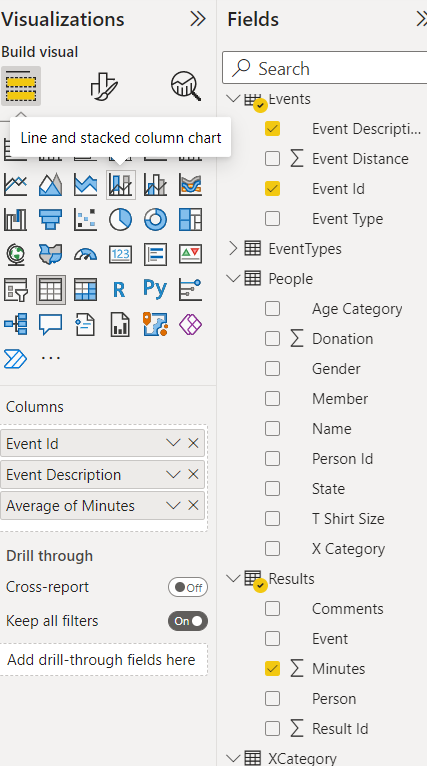 Visualizations
Build visual
Line and stacked column chart
123
R
Py
Columns
Event Id
Event Description
Average of Minutes
Drill through
Cross-report
Off
Keep all filters
On
Add drill-through fields here
Fields
Search
Events
Event Descripti...
Event Distance
Event Id
Event Type
EventTypes
People
Age Category
Donation
Gender
Member
Name
Person Id
State
T Shirt Size
X Category
Results
Comments
Event
Minutes
Person
Result Id
XCategory